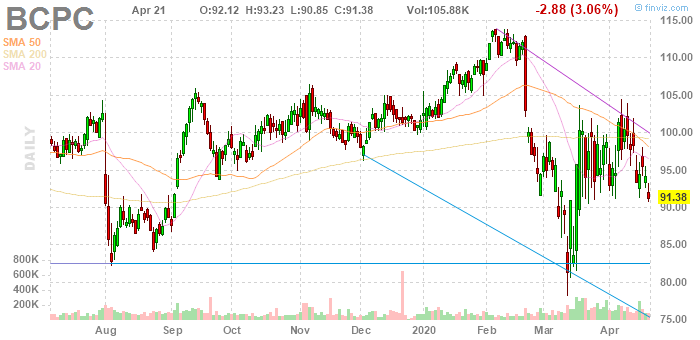 BCPC Apr 21 O:92.12 H:93.23 L:90.85 C:91.38 Vol:105.88K -2.88 (3.06%) © finviz.com
SMA 50
SMA 200
SMA 20
DAILY
115.00
110.00
105.00
100.00
95.00
91.38
90.00
85.00
80.00
75.00
800K
600K
400K
200K
Aug Sep Oct Nov Dec 2020 Feb Mar Apr